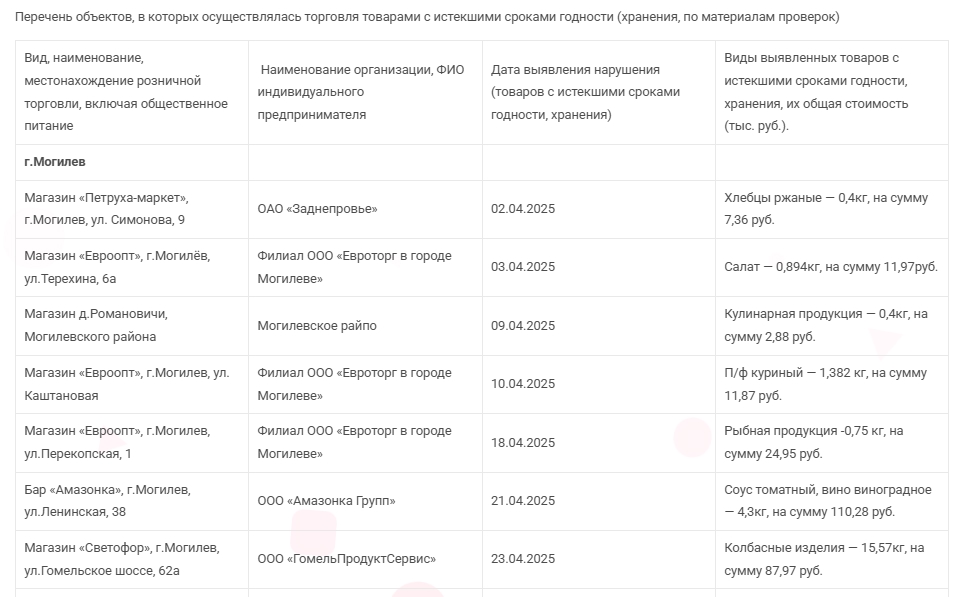 Перечень объектов, в которых осуществлялась торговля товарами с истекшими сроками годности (хранения, по материалам проверок)
Вид, наименование,
местонахождение розничной
торговли, включая общественное
питание
Наименование организации, ФИО
индивидуального
предпринимателя
Дата выявления нарушения
(товаров с истекшими сроками
годности, хранения)
Виды выявленных товаров с
истекшими сроками годности,
хранения, их общая стоимость
(тыс. руб.).
г.Могилев
Магазин «Петруха-маркет»,
г.Могилев, ул. Симонова, 9
ОАО «Заднепровье»
02.04.2025
Хлебцы ржаные — 0,4кг, на сумму
7,36 руб.
Магазин «Евроопт», г.Могилёв,
ул.Терехина, 6а
Филиал ООО «Евроторг в городе
Могилеве»
03.04.2025
Салат — 0,894кг, на сумму 11,97руб.
Магазин д.Романовичи,
Могилевского района
Могилевское райпо
09.04.2025
Кулинарная продукция — 0,4кг, на
сумму 2,88 руб.
Магазин «Евроопт», г.Могилев, ул.
Каштановая
Филиал ООО «Евроторг в городе
Могилеве»
10.04.2025
П/ф куриный — 1,382 кг, на сумму
11,87 руб.
Магазин «Евроопт», г.Могилев,
ул.Перекопская, 1
Филиал ООО «Евроторг в городе
Могилеве»
18.04.2025
Рыбная продукция -0,75 кг, на
сумму 24,95 руб.
Бар «Амазонка», г.Могилев,
ул.Ленинская, 38
ООО «Амазонка Групп»
21.04.2025
Соус томатный, вино виноградное
— 4,3кг, на сумму 110,28 руб.
Магазин «Светофор», г.Могилев,
ул.Гомельское шоссе, 62а
ООО «ГомельПродуктСервис»
23.04.2025
Колбасные изделия — 15,57кг, на
сумму 87,97 руб.